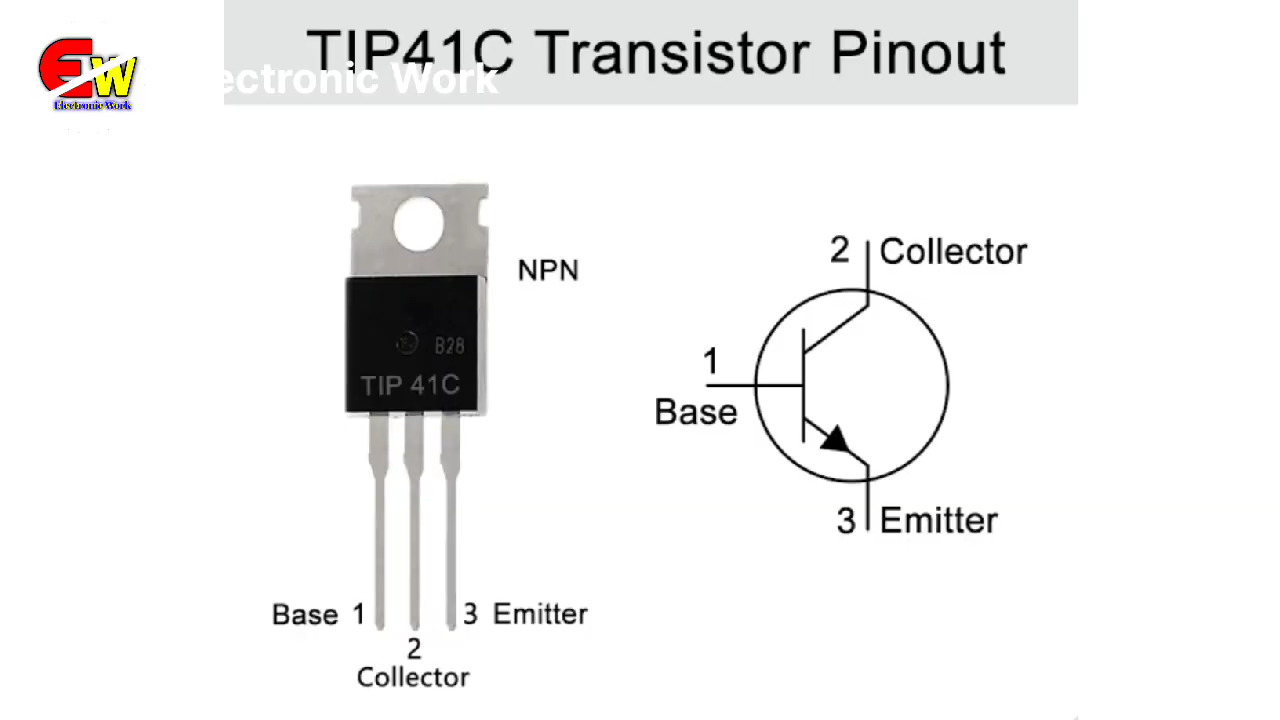 TIP41C Transistor Pinout
EW
Electronic Work
ectronic Work
NPN
B28
TIP 41C
Base 1
3 Emitter
2
Collector
2 Collector
1
Base
3 Emitter